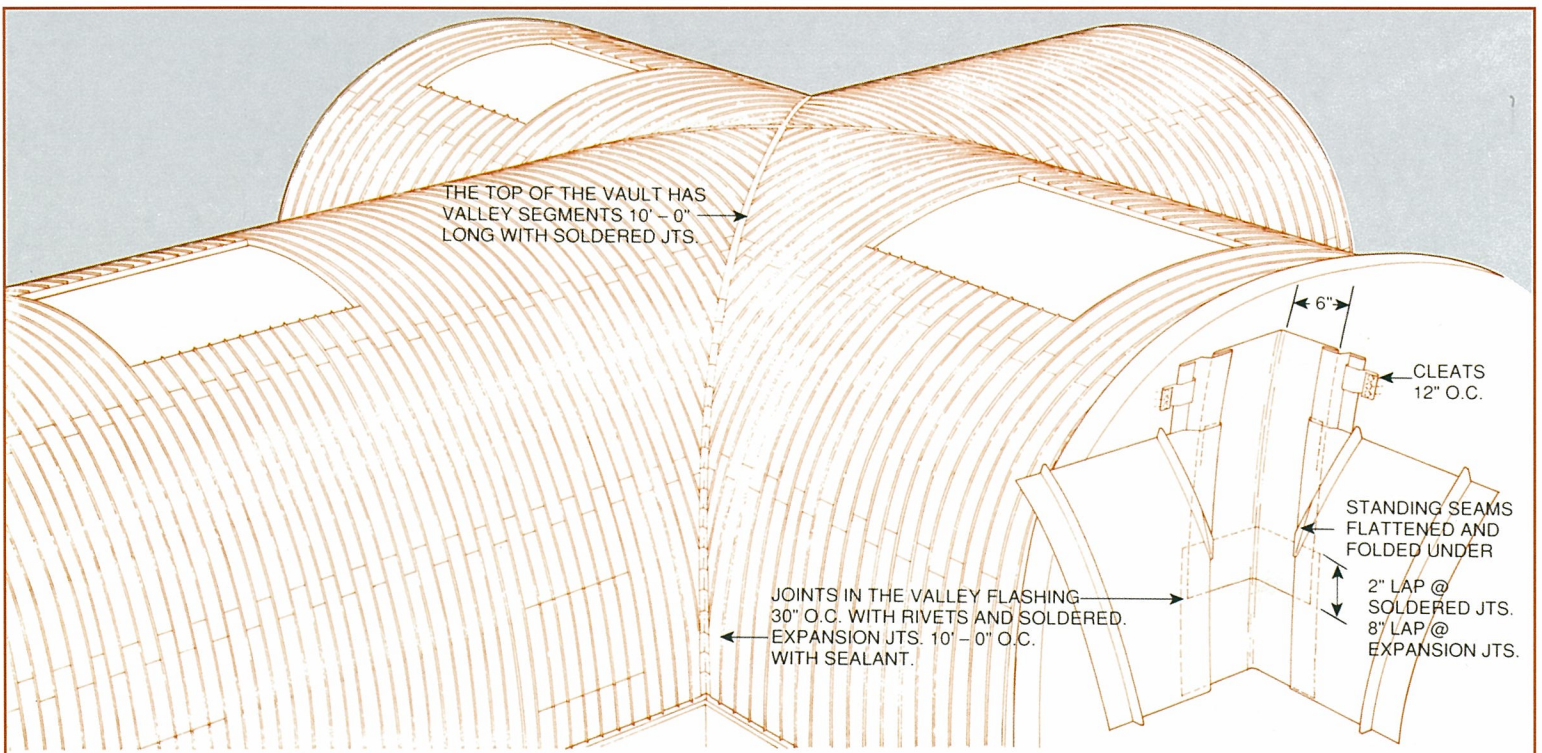 THE TOP OF THE VAULT HAS
VALLEY SEGMENTS 10' – 0"
LONG WITH SOLDERED JTS.
6"
CLEATS
12" O.C.
STANDING SEAMS
FLATTENED AND
FOLDED UNDER
2" LAP @
SOLDERED JTS.
8" LAP @
EXPANSION JTS.
JOINTS IN THE VALLEY FLASHING
30" O.C. WITH RIVETS AND SOLDERED.
EXPANSION JTS. 10' – 0" O.C.
WITH SEALANT.